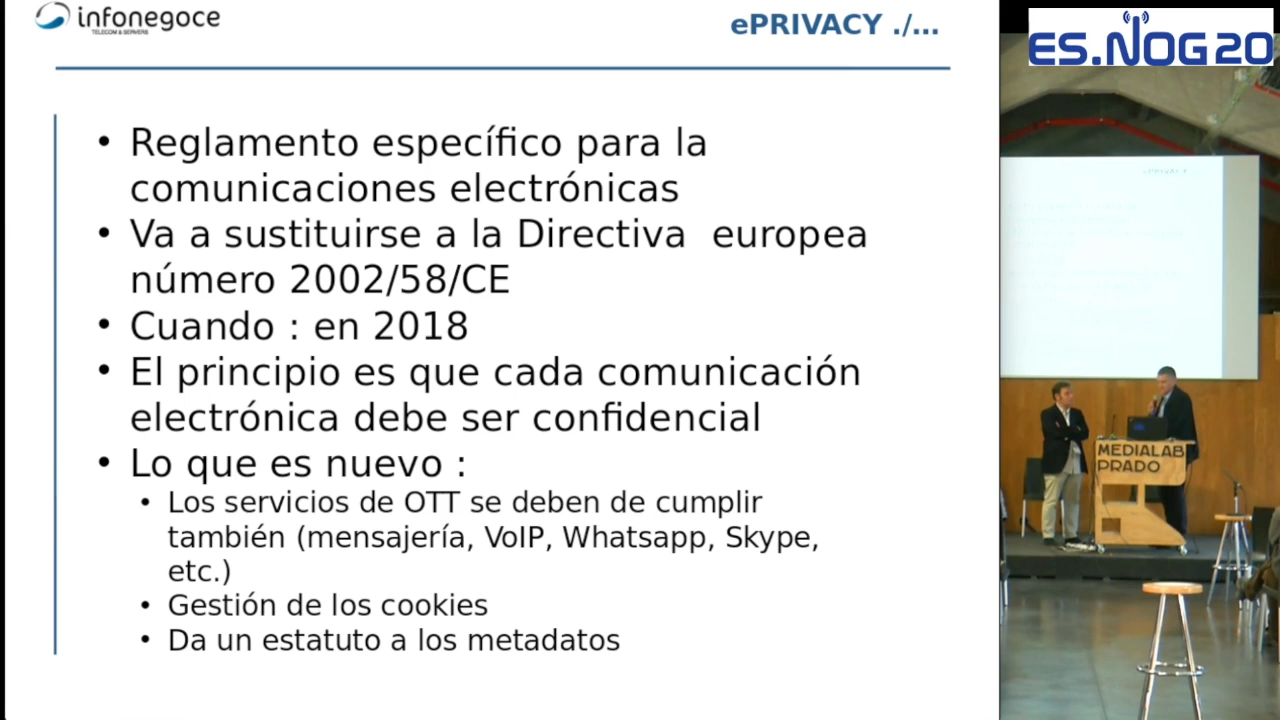 infonegoce
TELECOM & SERVERS
ePRIVACY ./...
ES.NOG 20
• Reglamento específico para la
comunicaciones electrónicas
• Va a sustituirse a la Directiva  europea
número 2002/58/CE
• Cuando : en 2018
• El principio es que cada comunicación
electrónica debe ser confidencial
• Lo que es nuevo :
• Los servicios de OTT se deben de cumplir
también (mensajería, VoIP, Whatsapp, Skype,
etc.)
• Gestión de los cookies
• Da un estatuto a los metadatos
MEDIALAB
PRADO